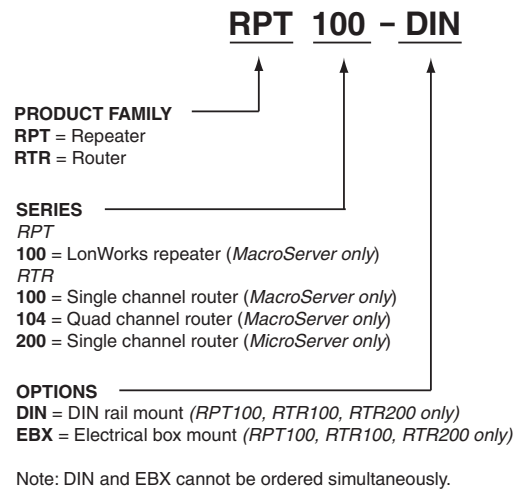 RPT 100 – DIN
PRODUCT FAMILY
RPT = Repeater
RTR = Router
SERIES
RPT
100 = LonWorks repeater (MacroServer only)
RTR
100 = Single channel router (MacroServer only)
104 = Quad channel router (MacroServer only)
200 = Single channel router (MicroServer only)
OPTIONS
DIN = DIN rail mount (RPT100, RTR100, RTR200 only)
EBX = Electrical box mount (RPT100, RTR100, RTR200 only)
Note: DIN and EBX cannot be ordered simultaneously.